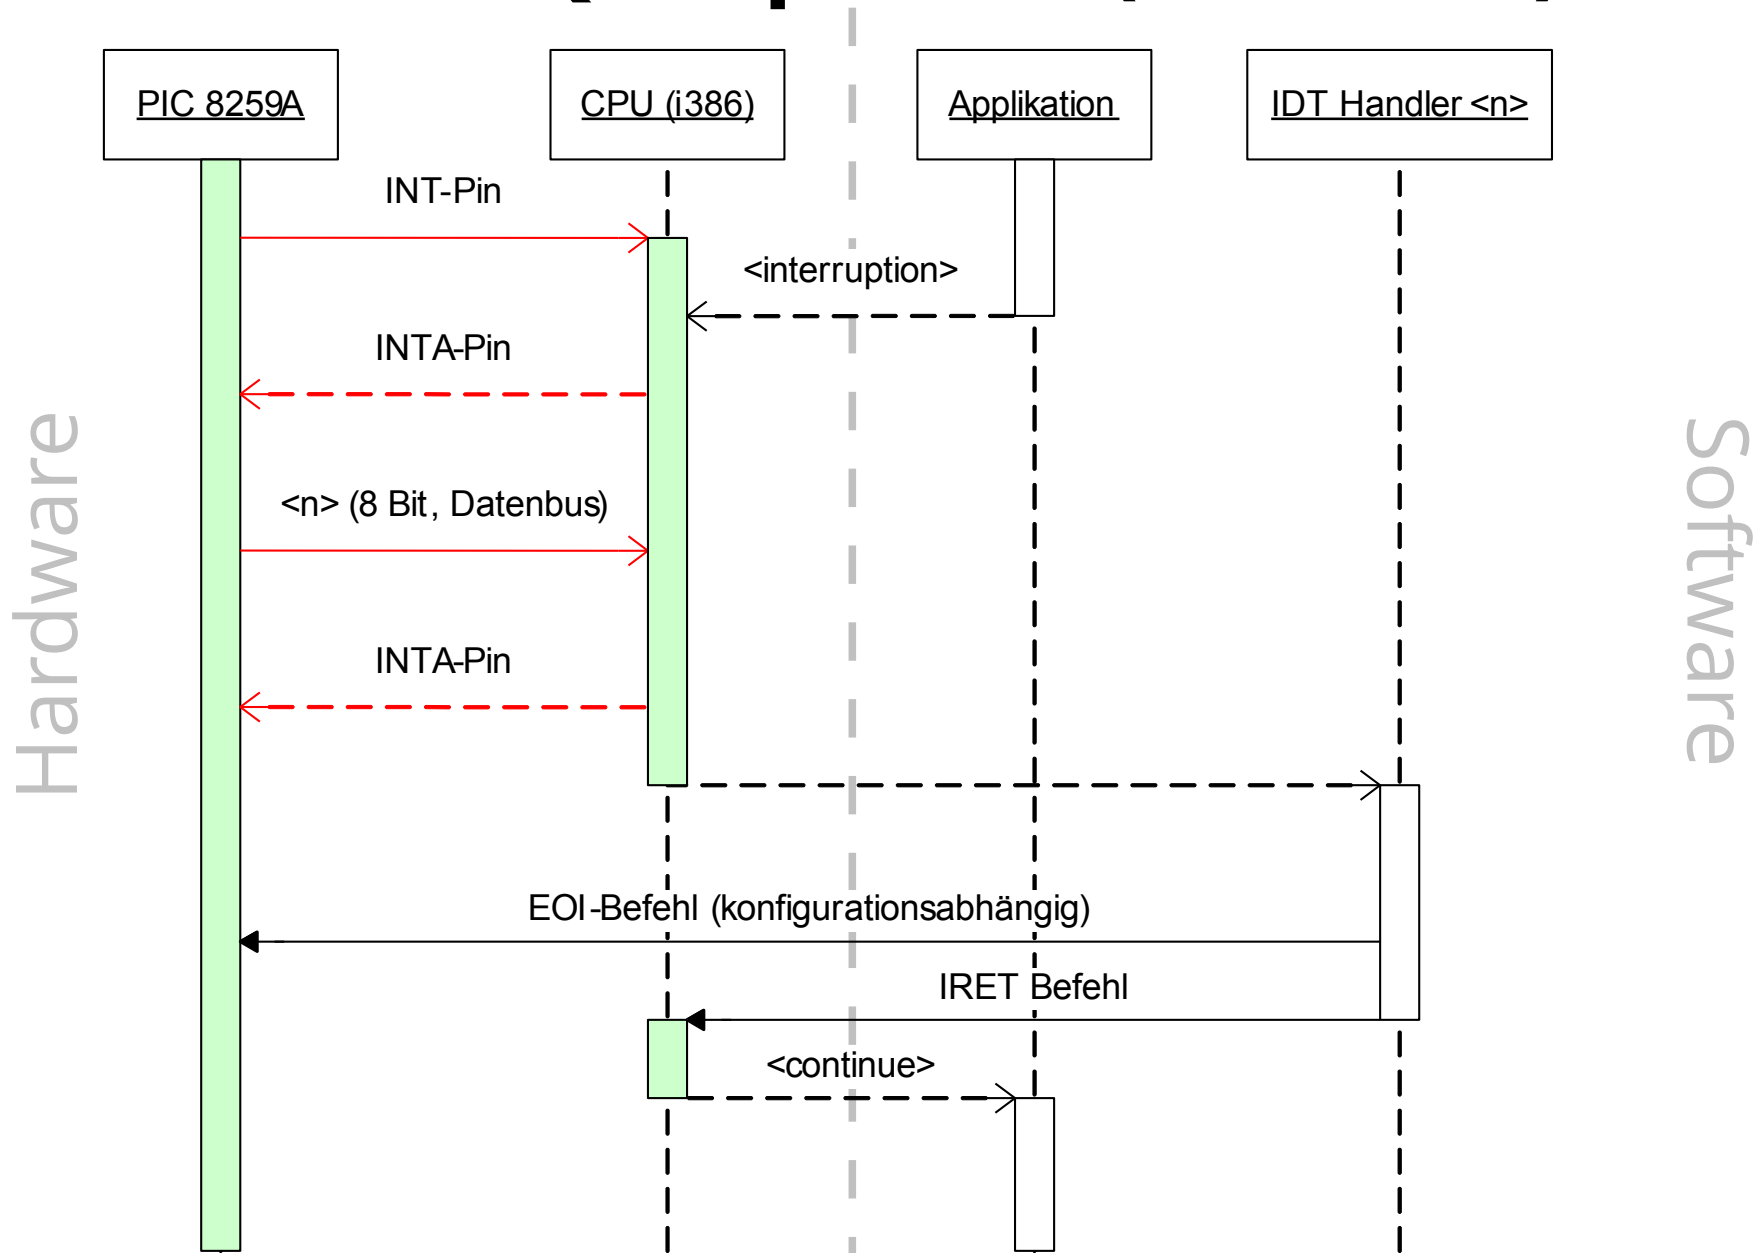 PIC 8259A
CPU (i386)
Applikation
IDT Handler <n>
INT-Pin
<interruption>
INTA-Pin
<n> (8 Bit, Datenbus)
INTA-Pin
EOI-Befehl (konfigurationsabhängig)
IRET Befehl
<continue>
Hardware
Software